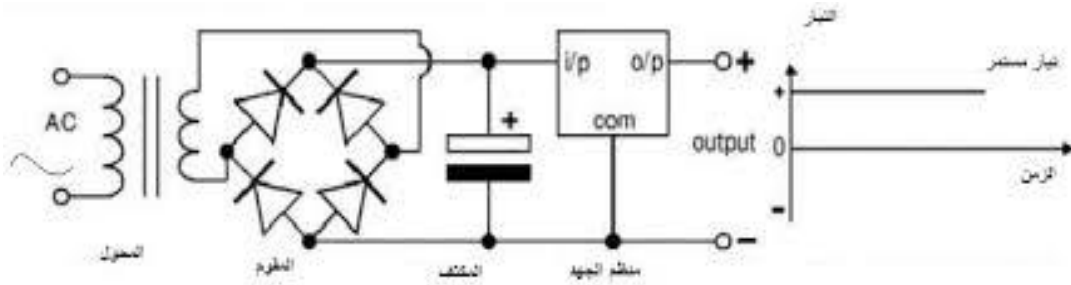 التيار
تيار مستمر
i/p
o/p
+
+
AC
+
com
output
0
الزمن
-
-
المحول
المقوم
المكثف
منظم الجهد